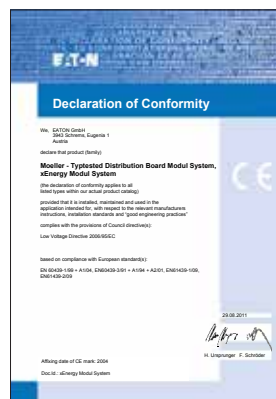 E·T·N
Declaration of Conformity
We, EATON GmbH
3943 Schrems, Eugenia 1
Austria
declare that product (family)
Moeller - Typtested Distribution Board Modul System,
xEnergy Modul System
(the declaration of conformity applies to all
listed types within our actual product catalog)
provided that it is installed, maintained and used in the
application intended for, with respect to the relevant manufacturers
instructions, installation standards and "good engineering practices"
complies with the provisions of Council directive(s):
Low Voltage Directive 2006/95/EC
based on compliance with European standard(s):
EN 60439-1/99 + A1/04, EN60439-3/91 + A1/94 + A2/01, EN61439-1/09,
EN61439-2/09
CE
29.08.2011
H. Ursprunger F. Schröder
Affixing date of CE mark: 2004
Doc.Id.: xEnergy Modul System